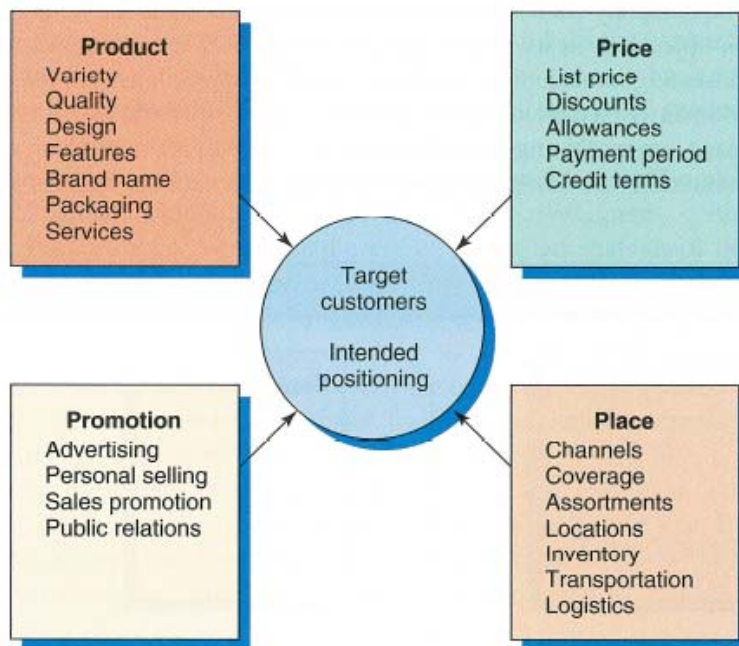 Product
Variety
Quality
Design
Features
Brand name
Packaging
Services
Price
List price
Discounts
Allowances
Payment period
Credit terms
Target
customers
Intended
positioning
Promotion
Advertising
Personal selling
Sales promotion
Public relations
Place
Channels
Coverage
Assortments
Locations
Inventory
Transportation
Logistics